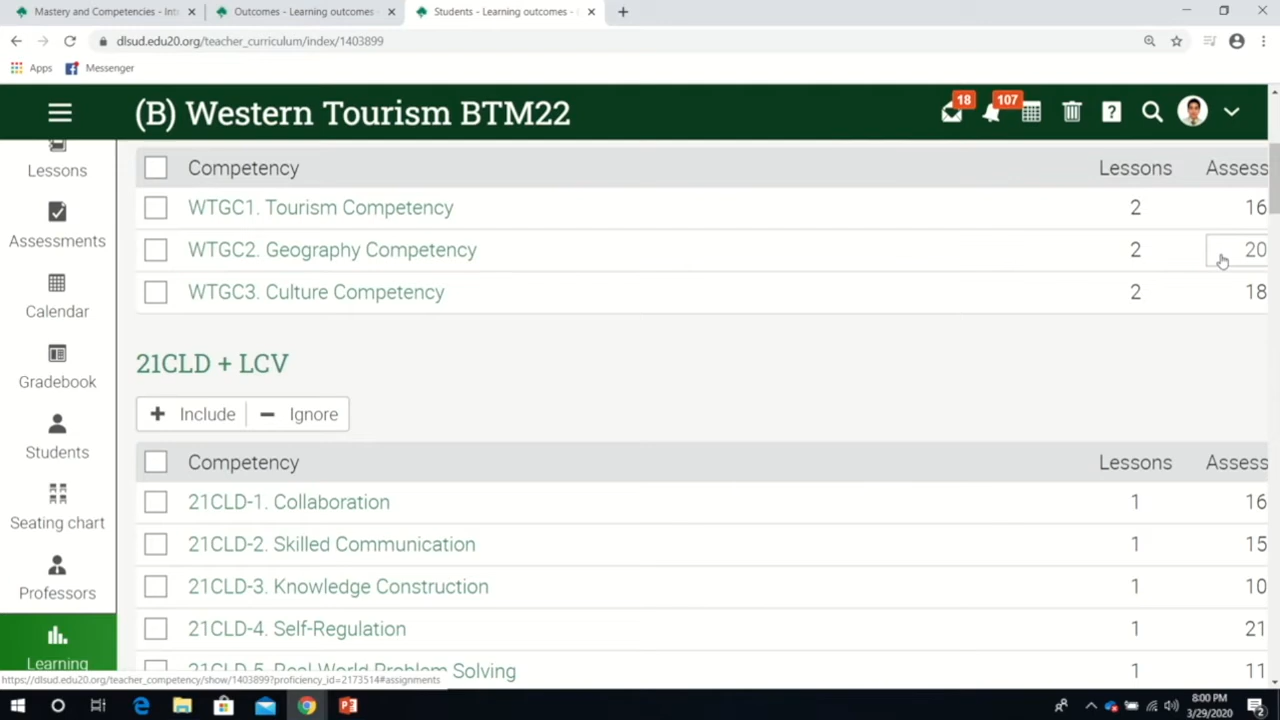 Mastery and Competencies - Int
Outcomes - Learning outcomes
Students - Learning outcomes -
dlsud.edu20.org/teacher_curriculum/index/1403899
Apps
Messenger
(B) Western Tourism BTM22
18
107
?
Lessons
Assessments
Calendar
Gradebook
Students
Seating chart
Professors
Learning
Competency Lessons Assess
WTGC1. Tourism Competency 2 16
WTGC2. Geography Competency 2 20
WTGC3. Culture Competency 2 18
21CLD + LCV
+ Include − Ignore
Competency Lessons Assess
21CLD-1. Collaboration 1 16
21CLD-2. Skilled Communication 1 15
21CLD-3. Knowledge Construction 1 10
21CLD-4. Self-Regulation 1 21
21CLD-5. Real World Problem Solving 1 11
https://dlsud.edu20.org/teacher_competency/show/1403899?proficiency_id=2173514#assignments
8:00 PM
3/29/2020
2